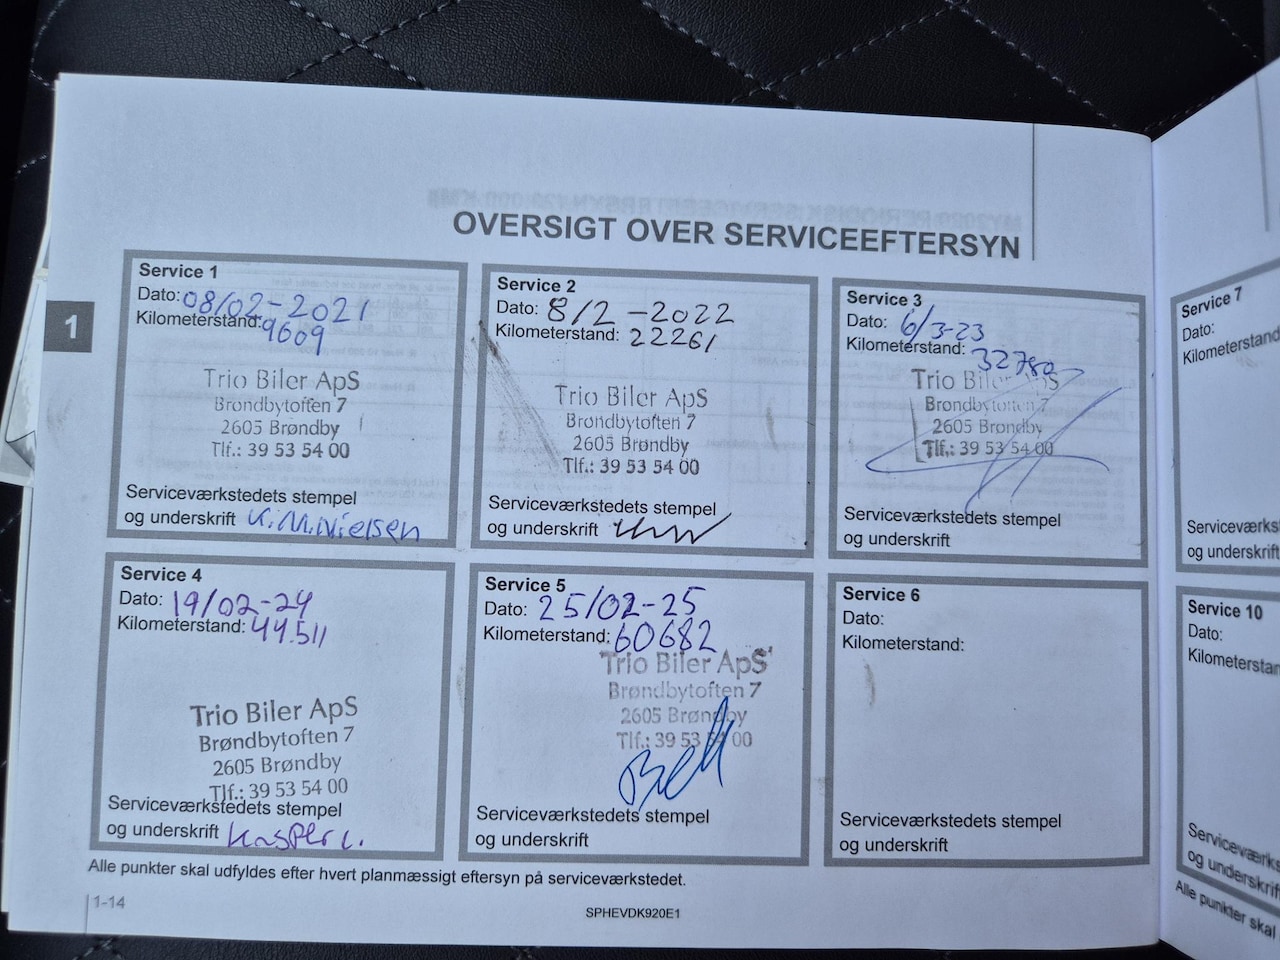 OVERSIGT OVER SERVICEEFTERSYN
1
Service 1
Dato: 08/02-2021
Kilometerstand: 9609
Trio Biler ApS
Brøndbytoften 7
2605 Brøndby
Tlf.: 39 53 54 00
Serviceværkstedets stempel
og underskrift K.M.Nielsen
Service 2
Dato: 8/2-2022
Kilometerstand: 22261
Trio Biler ApS
Brøndbytoften 7
2605 Brøndby
Tlf.: 39 53 54 00
Serviceværkstedets stempel
og underskrift
Service 3
Dato: 6/3-23
Kilometerstand: 32780
Trio Biler ApS
Brøndbytoften 7
2605 Brøndby
Tlf.: 39 53 54 00
Serviceværkstedets stempel
og underskrift
Service 4
Dato: 19/02-24
Kilometerstand: 44.511
Trio Biler ApS
Brøndbytoften 7
2605 Brøndby
Tlf.: 39 53 54 00
Serviceværkstedets stempel
og underskrift Kasper L.
Service 5
Dato: 25/02-25
Kilometerstand: 60682
Trio Biler ApS
Brøndbytoften 7
2605 Brøndby
Tlf.: 39 53 54 00
Serviceværkstedets stempel
og underskrift
Service 6
Dato:
Kilometerstand:
Serviceværkstedets stempel
og underskrift
Alle punkter skal udfyldes efter hvert planmæssigt eftersyn på serviceværkstedet.
1-14
SPHEVDK920E1
Service 7
Dato:
Kilometerstand
Serviceværks
og underskrift
Service 10
Dato:
Kilometerstan
Serviceværks
og underskrif
Alle punkter skal